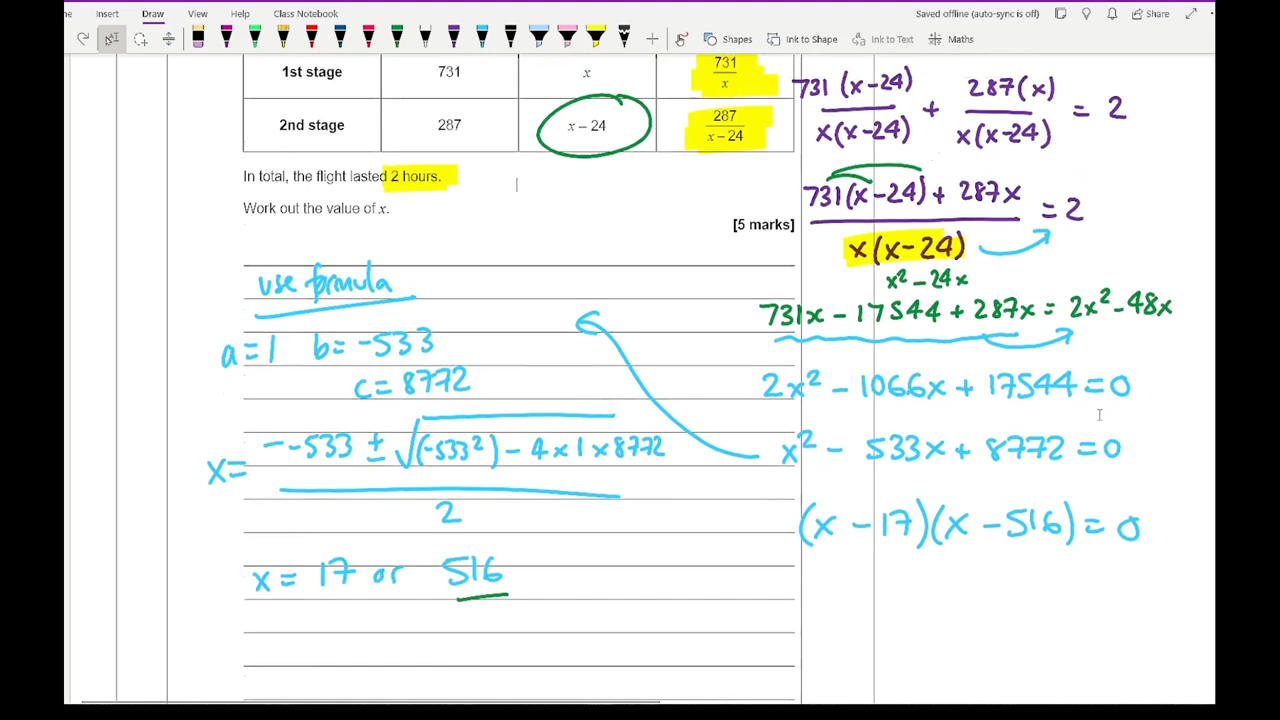 me Insert Draw View Help Class Notebook Saved offline (auto-sync is off) Share
Shapes Ink to Shape Ink to Text Maths
1st stage 731 x 731/x
2nd stage 287 x – 24 287/(x – 24)
In total, the flight lasted 2 hours.
Work out the value of x.
[5 marks]
use formula
a = 1 b = -533
c = 8772
x = (- -533 ± √((-533²) - 4 x 1 x 8772))/2
x = 17 or 516
731(x-24)/x(x-24) + 287(x)/x(x-24) = 2
(731(x-24) + 287x)/x(x-24) = 2
x² - 24x
731x - 17544 + 287x = 2x² - 48x
2x² - 1066x + 17544 = 0
x² - 533x + 8772 = 0
(x - 17)(x - 516) = 0